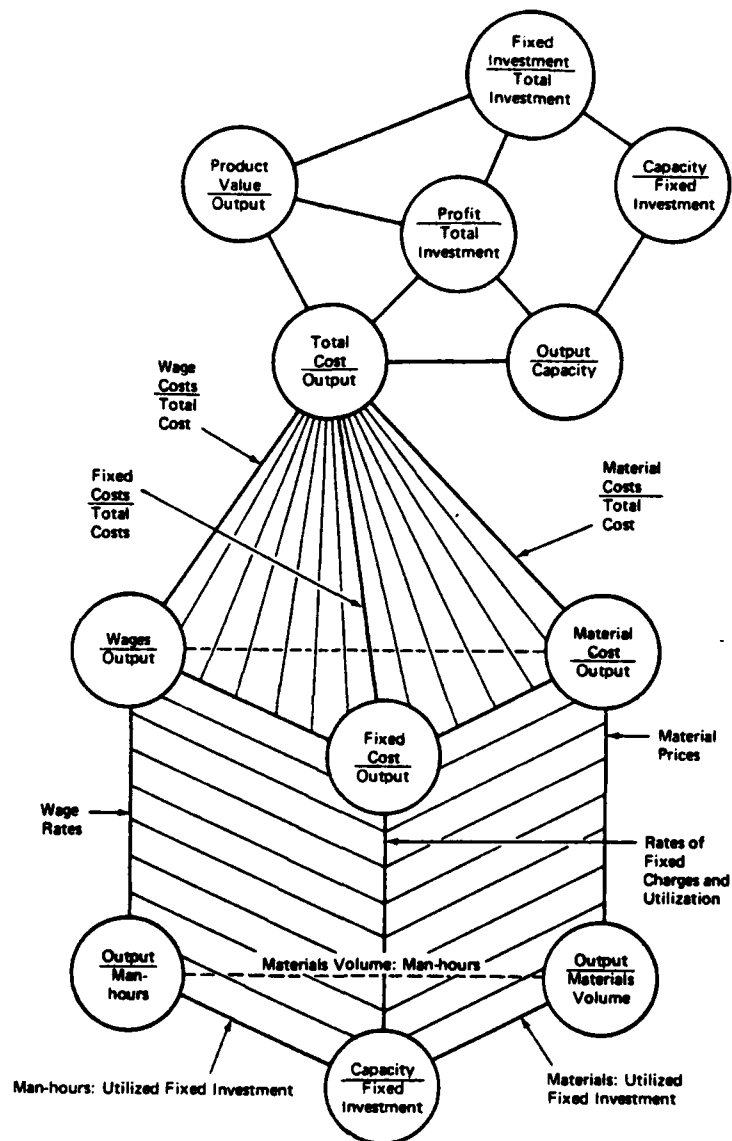 Fixed
Investment
Total
Investment
Product
Value
Output
Capacity
Fixed
Investment
Profit
Total
Investment
Total
Cost
Output
Output
Capacity
Wage
Costs
Total
Cost
Fixed
Costs
Total
Costs
Material
Costs
Total
Cost
Wages
Output
Material
Cost
Output
Fixed
Cost
Output
Material
Prices
Wage
Rates
Rates of
Fixed
Charges and
Utilization
Output
Man-
hours
Materials Volume: Man-hours
Output
Materials
Volume
Man-hours: Utilized Fixed Investment
Capacity
Fixed
Investment
Materials: Utilized
Fixed Investment